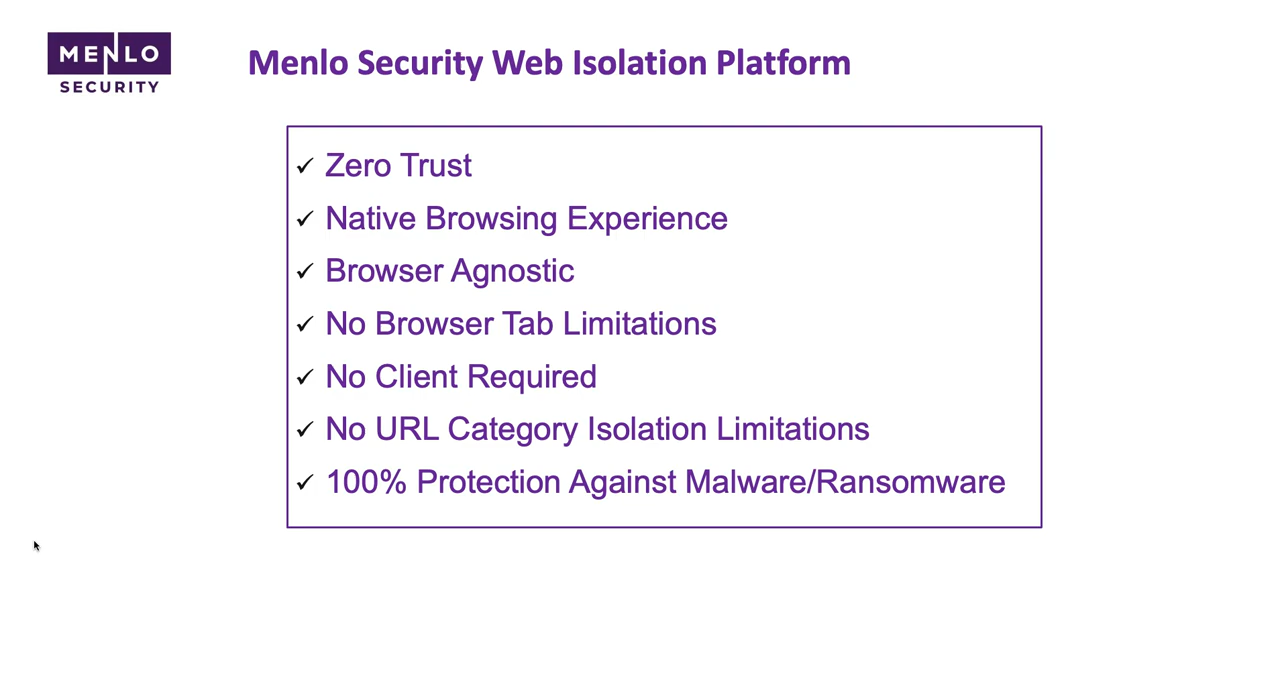 MENLO
SECURITY
Menlo Security Web Isolation Platform
✓ Zero Trust
✓ Native Browsing Experience
✓ Browser Agnostic
✓ No Browser Tab Limitations
✓ No Client Required
✓ No URL Category Isolation Limitations
✓ 100% Protection Against Malware/Ransomware